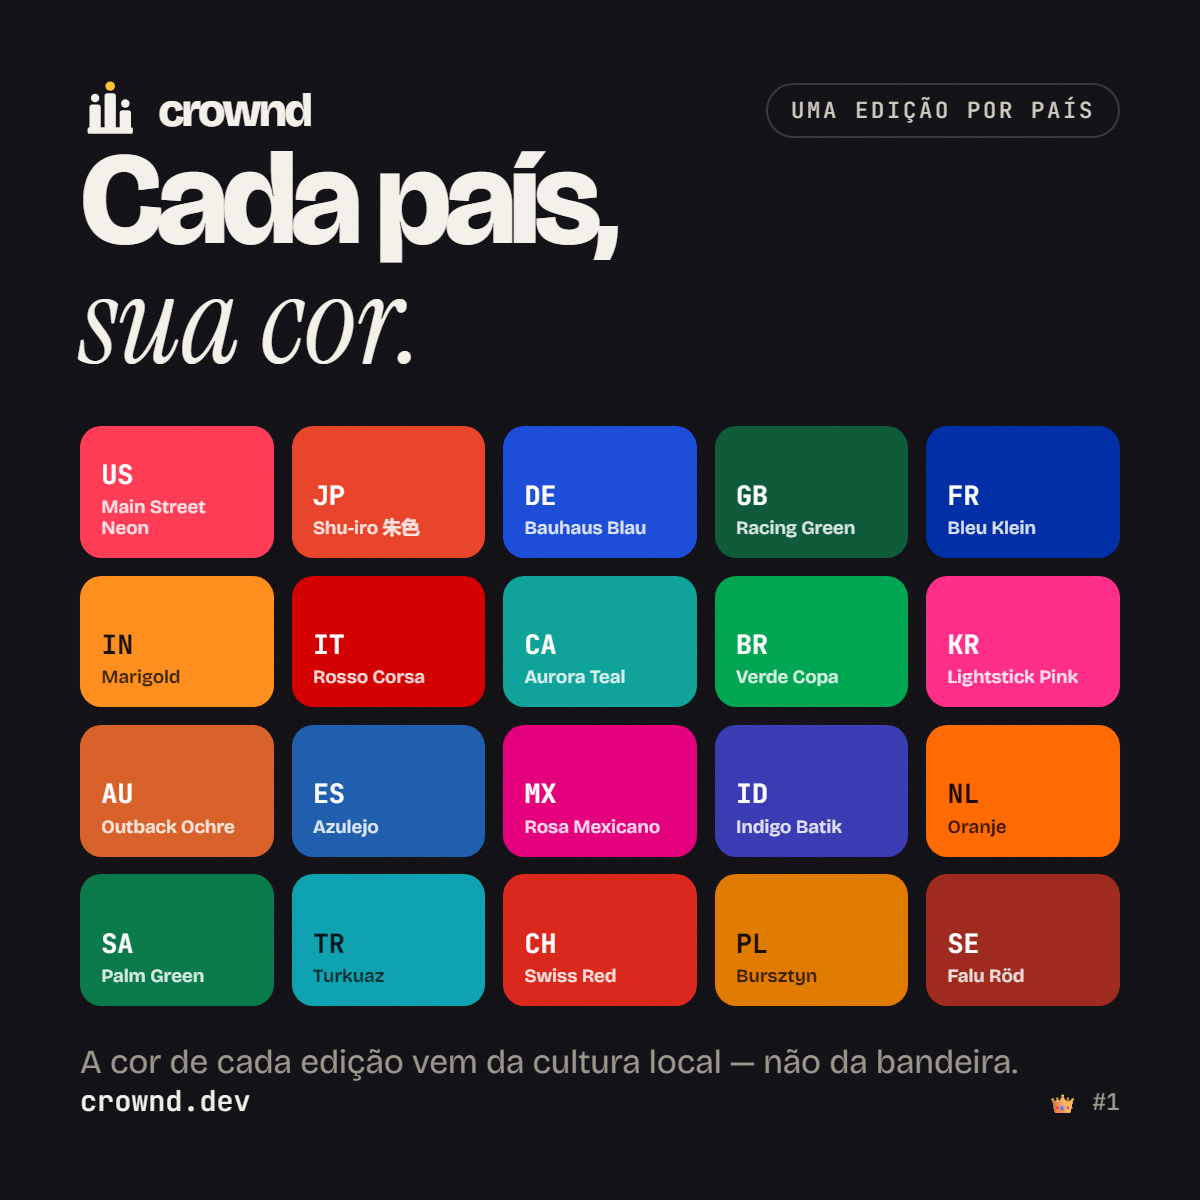 crownd
UMA EDIÇÃO POR PAÍS
Cada país,
sua cor.
US
Main Street
Neon
JP
Shu-iro 朱色
DE
Bauhaus Blau
GB
Racing Green
FR
Bleu Klein
IN
Marigold
IT
Rosso Corsa
CA
Aurora Teal
BR
Verde Copa
KR
Lightstick Pink
AU
Outback Ochre
ES
Azulejo
MX
Rosa Mexicano
ID
Indigo Batik
NL
Oranje
SA
Palm Green
TR
Turkuaz
CH
Swiss Red
PL
Bursztyn
SE
Falu Röd
A cor de cada edição vem da cultura local — não da bandeira.
crownd.dev
👑 #1